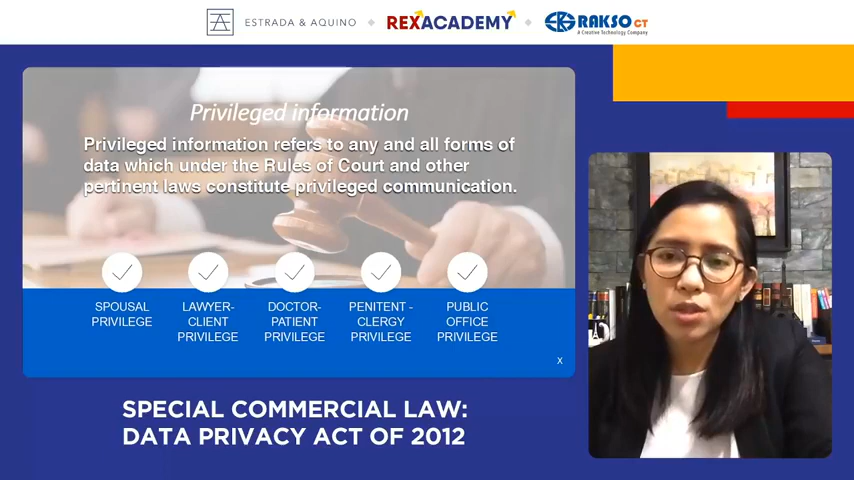 ESTRADA & AQUINO
REXACADEMY
RAKSO CT
A Creative Technology Company
Privileged information
Privileged information refers to any and all forms of
data which under the Rules of Court and other
pertinent laws constitute privileged communication.
SPOUSAL
PRIVILEGE
LAWYER-
CLIENT
PRIVILEGE
DOCTOR-
PATIENT
PRIVILEGE
PENITENT -
CLERGY
PRIVILEGE
PUBLIC
OFFICE
PRIVILEGE
X
SPECIAL COMMERCIAL LAW:
DATA PRIVACY ACT OF 2012